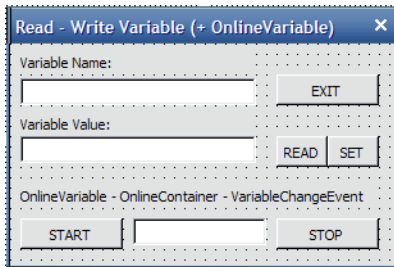 Read - Write Variable (+ OnlineVariable)
Variable Name:
EXIT
Variable Value:
READ SET
OnlineVariable - OnlineContainer - VariableChangeEvent
START STOP